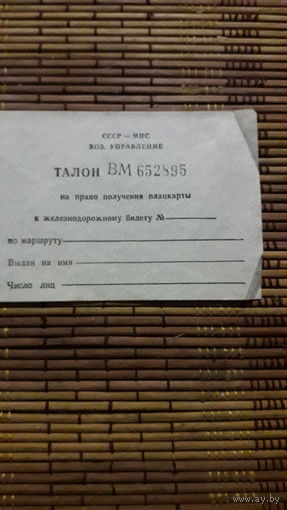 СССР — МПС
ХОЗ. УПРАВЛЕНИЕ
ТАЛОН ВМ 652895
на право получения плацкарты
к железнодорожному билету №
по маршруту
Выдан на имя
Число лиц
www.ay.by